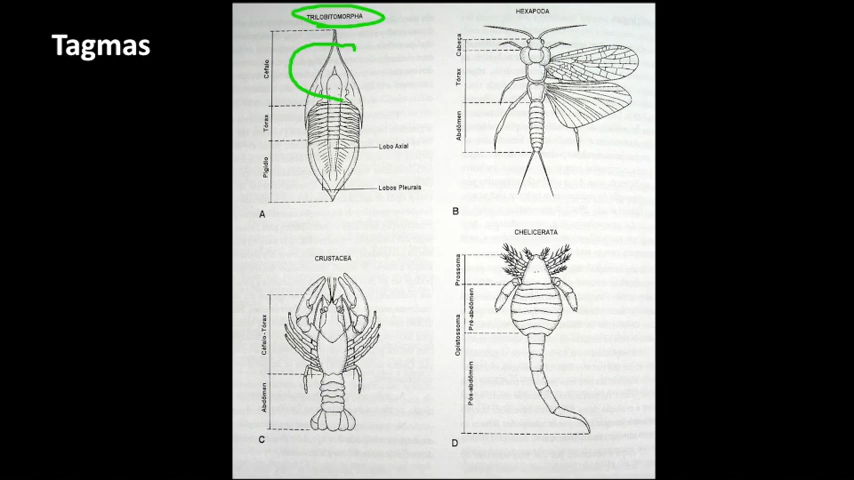 Tagmas
TRILOBITOMORPHA
Céfalo
Tórax
Pigídio
Lobo Axial
Lobos Pleurais
A
HEXAPODA
Cabeça
Tórax
Abdômen
B
CRUSTACEA
Céfalo-Tórax
Abdômen
C
CHELICERATA
Prossoma
Opistossoma
Pré-abdômen
Pós-abdômen
D